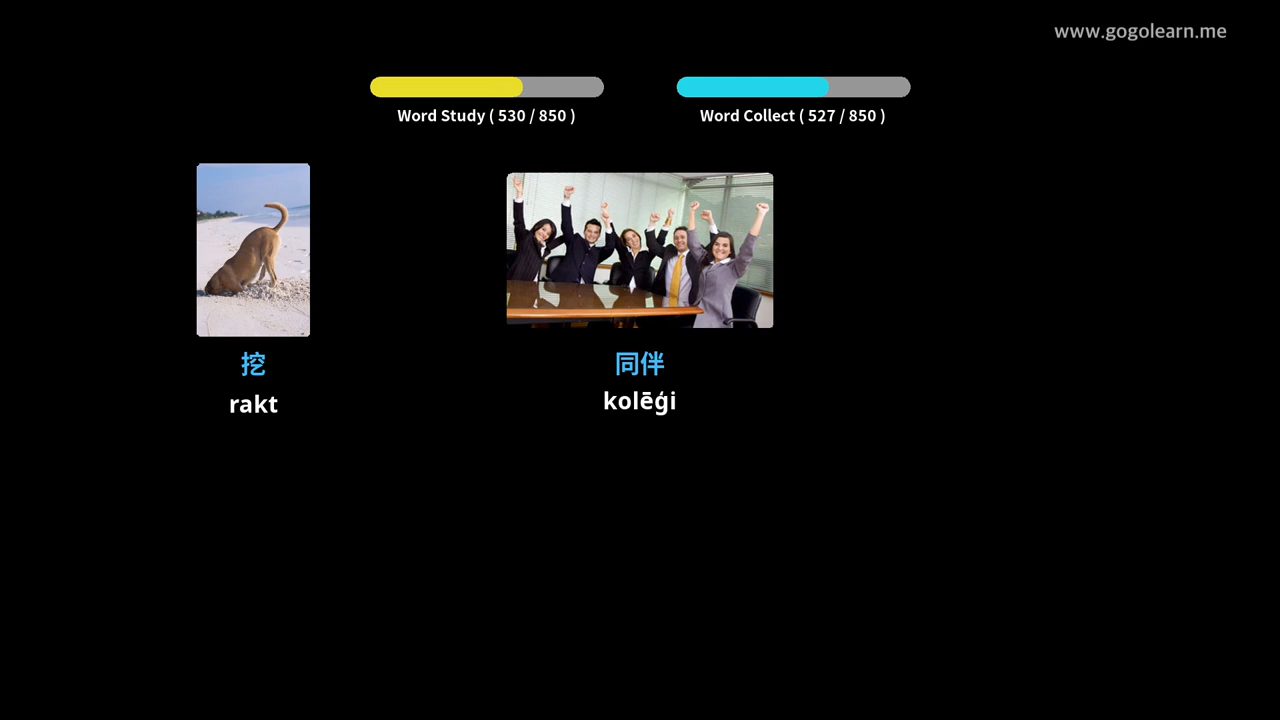 www.gogolearn.me
Word Study ( 530 / 850 )
Word Collect ( 527 / 850 )
挖
rakt
同伴
kolēģi